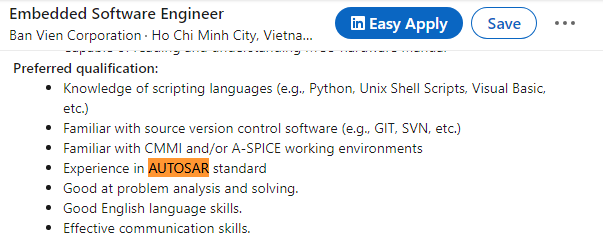 Embedded Software Engineer
Ban Vien Corporation · Ho Chi Minh City, Vietna...
Easy Apply
Save
Preferred qualification:
Knowledge of scripting languages (e.g., Python, Unix Shell Scripts, Visual Basic,
etc.)
Familiar with source version control software (e.g., GIT, SVN, etc.)
Familiar with CMMI and/or A-SPICE working environments
Experience in AUTOSAR standard
Good at problem analysis and solving.
Good English language skills.
Effective communication skills.